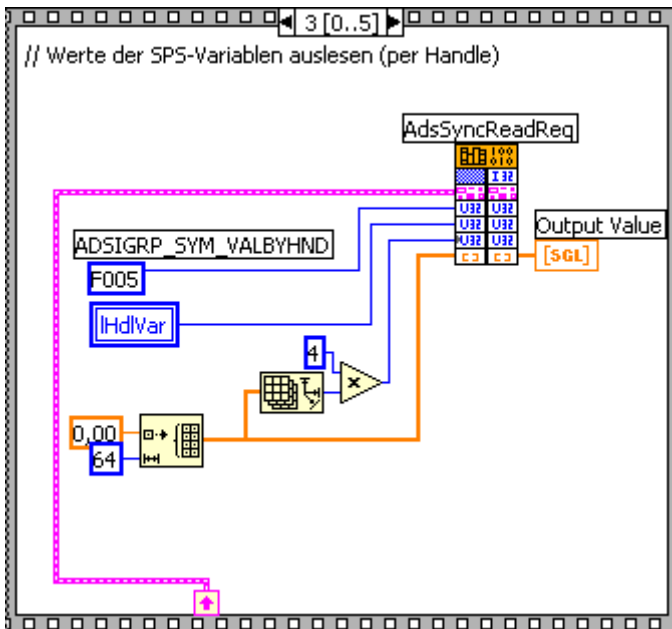 3 [0..5]
// Werte der SPS-Variablen auslesen (per Handle)
AdsSyncReadReq
I32
U32 U32
ADSIGRP_SYM_VALBYHND
U32 U32
Output Value
F005
U32 U32
[SGL]
lHdlVar
4
x
0,00
64